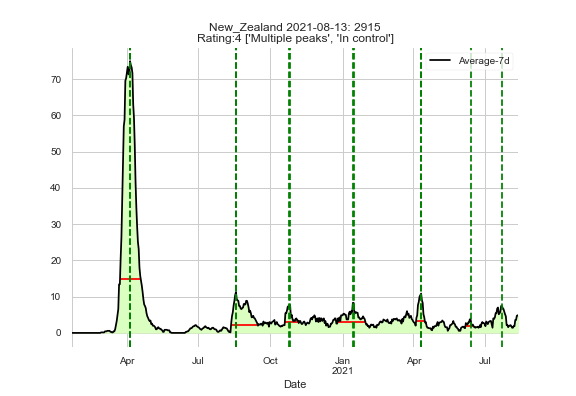 New_Zealand 2021-08-13: 2915
Rating:4 ['Multiple peaks', 'In control']
Average-7d
70
60
50
40
30
20
10
0
Apr Jul Oct Jan Apr Jul
2021
Date